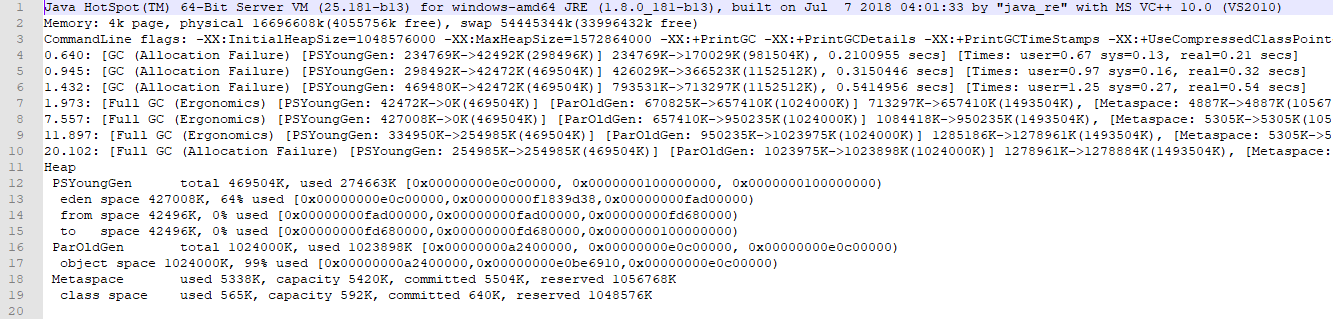 1 Java HotSpot(TM) 64-Bit Server VM (25.181-b13) for windows-amd64 JRE (1.8.0_181-b13), built on Jul  7 2018 04:01:33 by "java_re" with MS VC++ 10.0 (VS2010)
2 Memory: 4k page, physical 16696608k(4055756k free), swap 54445344k(33996432k free)
3 CommandLine flags: -XX:InitialHeapSize=1048576000 -XX:MaxHeapSize=1572864000 -XX:+PrintGC -XX:+PrintGCDetails -XX:+PrintGCTimeStamps -XX:+UseCompressedClassPoint
4 0.640: [GC (Allocation Failure) [PSYoungGen: 234769K->42492K(298496K)] 234769K->170029K(981504K), 0.2100955 secs] [Times: user=0.67 sys=0.13, real=0.21 secs]
5 0.945: [GC (Allocation Failure) [PSYoungGen: 298492K->42472K(469504K)] 426029K->366523K(1152512K), 0.3150446 secs] [Times: user=0.97 sys=0.16, real=0.32 secs]
6 1.432: [GC (Allocation Failure) [PSYoungGen: 469480K->42472K(469504K)] 793531K->713297K(1152512K), 0.5414956 secs] [Times: user=1.25 sys=0.27, real=0.54 secs]
7 1.973: [Full GC (Ergonomics) [PSYoungGen: 42472K->0K(469504K)] [ParOldGen: 670825K->657410K(1024000K)] 713297K->657410K(1493504K), [Metaspace: 4887K->4887K(10567
8 7.557: [Full GC (Ergonomics) [PSYoungGen: 427008K->0K(469504K)] [ParOldGen: 657410K->950235K(1024000K)] 1084418K->950235K(1493504K), [Metaspace: 5305K->5305K(105
9 11.897: [Full GC (Ergonomics) [PSYoungGen: 334950K->254985K(469504K)] [ParOldGen: 950235K->1023975K(1024000K)] 1285186K->1278961K(1493504K), [Metaspace: 5305K->5
10 20.102: [Full GC (Allocation Failure) [PSYoungGen: 254985K->254985K(469504K)] [ParOldGen: 1023975K->1023898K(1024000K)] 1278961K->1278884K(1493504K), [Metaspace:
11 Heap
12  PSYoungGen      total 469504K, used 274663K [0x00000000e0c00000, 0x0000000100000000, 0x0000000100000000)
13   eden space 427008K, 64% used [0x00000000e0c00000,0x00000000f1839d38,0x00000000fad00000)
14   from space 42496K, 0% used [0x00000000fad00000,0x00000000fad00000,0x00000000fd680000)
15   to   space 42496K, 0% used [0x00000000fd680000,0x00000000fd680000,0x0000000100000000)
16  ParOldGen       total 1024000K, used 1023898K [0x00000000a2400000, 0x00000000e0c00000, 0x00000000e0c00000)
17   object space 1024000K, 99% used [0x00000000a2400000,0x00000000e0be6910,0x00000000e0c00000)
18  Metaspace       used 5338K, capacity 5420K, committed 5504K, reserved 1056768K
19   class space    used 565K, capacity 592K, committed 640K, reserved 1048576K
20